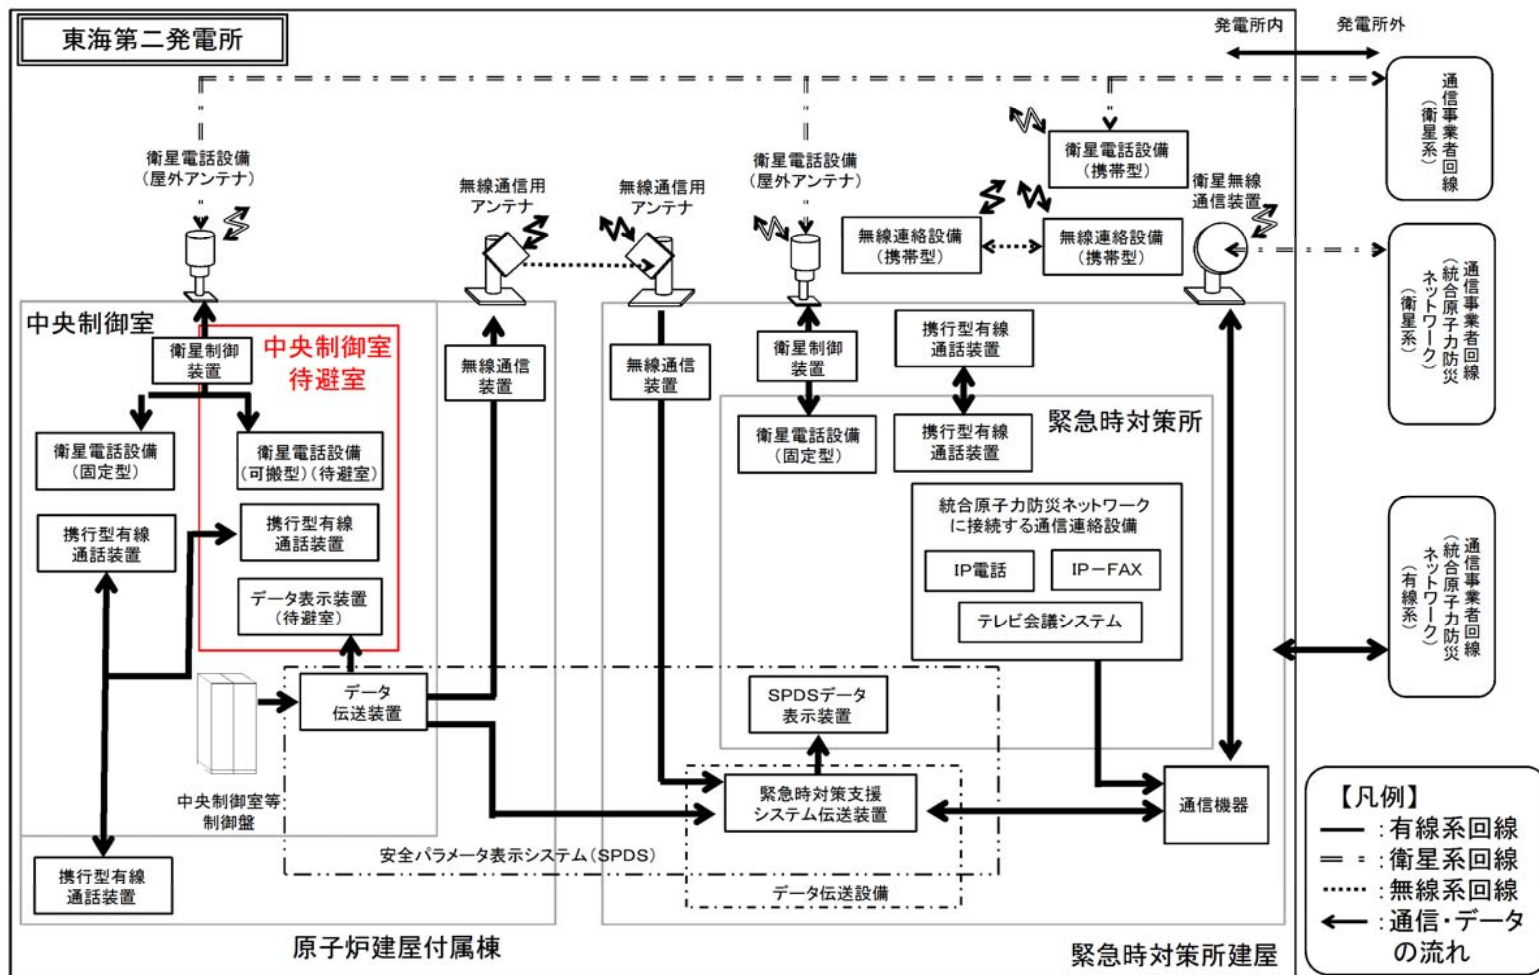 東海第二発電所
発電所内
発電所外
通信事業者回線
（衛星系）
衛星電話設備
（屋外アンテナ）
無線通信用
アンテナ
無線通信用
アンテナ
衛星電話設備
（屋外アンテナ）
衛星電話設備
（携帯型）
無線連絡設備
（携帯型）
無線連絡設備
（携帯型）
衛星無線
通信装置
通信事業者回線
（統合原子力防災
ネットワーク）
（衛星系）
中央制御室
衛星制御
装置
中央制御室
待避室
無線通信
装置
無線通信
装置
衛星制御
装置
携行型有線
通話装置
緊急時対策所
衛星電話設備
（固定型）
衛星電話設備
（可搬型）（待避室）
衛星電話設備
（固定型）
携行型有線
通話装置
携行型有線
通話装置
携行型有線
通話装置
データ表示装置
（待避室）
統合原子力防災ネットワーク
に接続する通信連絡設備
IP電話
IP－FAX
テレビ会議システム
通信事業者回線
（統合原子力防災
ネットワーク）
（有線系）
データ
伝送装置
SPDSデータ
表示装置
中央制御室等
制御盤
緊急時対策支援
システム伝送装置
通信機器
安全パラメータ表示システム（SPDS）
データ伝送設備
携行型有線
通話装置
原子炉建屋付属棟
緊急時対策所建屋
【凡例】
：有線系回線
：衛星系回線
：無線系回線
：通信・データ
の流れ